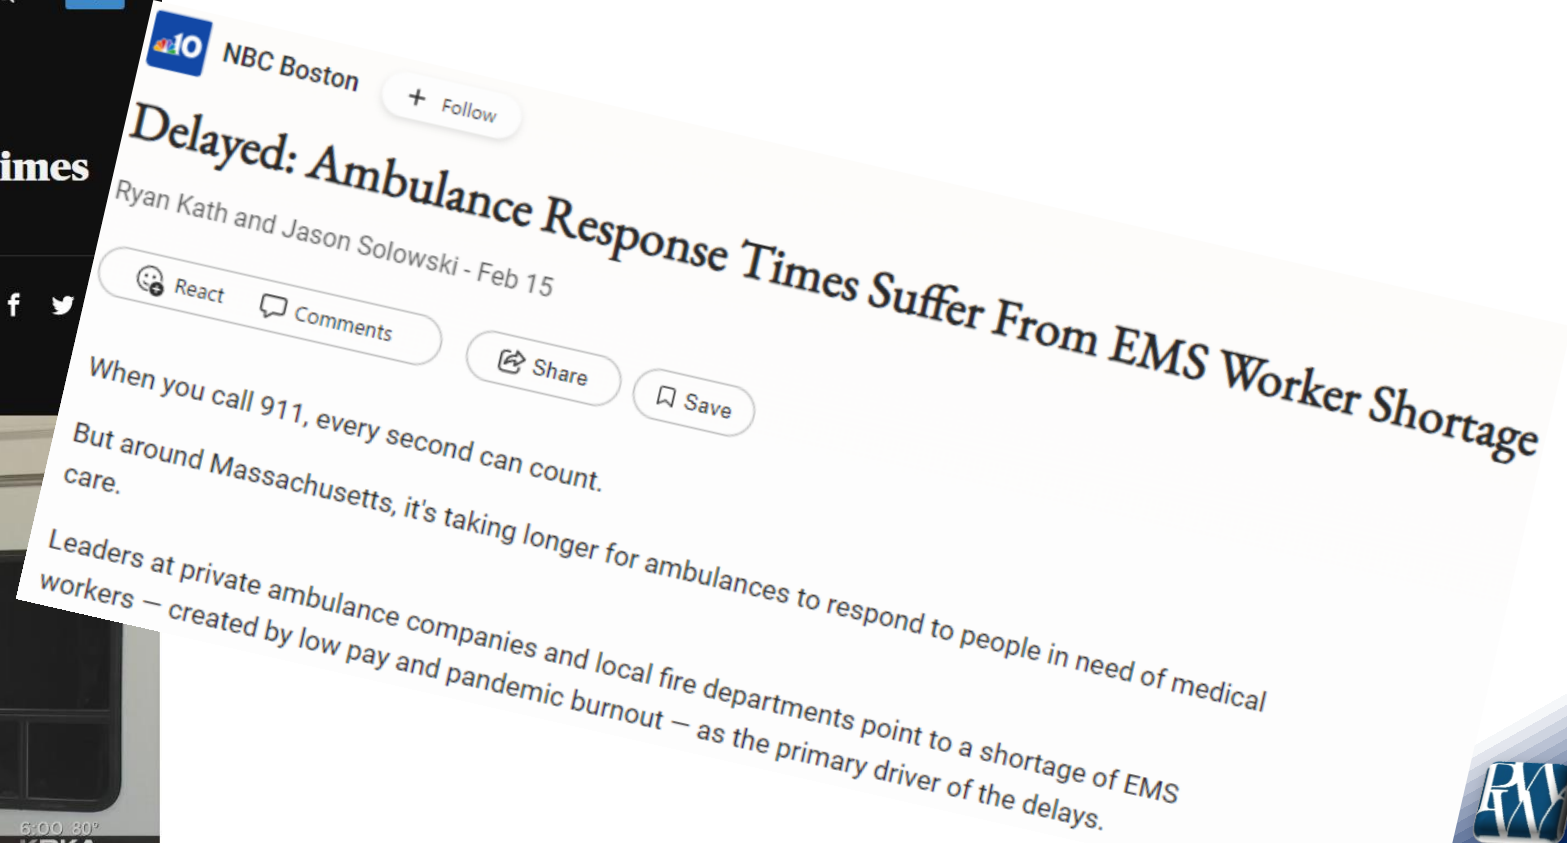 10
NBC Boston
+ Follow
Delayed: Ambulance Response Times Suffer From EMS Worker Shortage
Ryan Kath and Jason Solowski - Feb 15
React
Comments
Share
Save
When you call 911, every second can count.
But around Massachusetts, it's taking longer for ambulances to respond to people in need of medical
care.
Leaders at private ambulance companies and local fire departments point to a shortage of EMS
workers — created by low pay and pandemic burnout — as the primary driver of the delays.
imes
6:00 80°
PWW